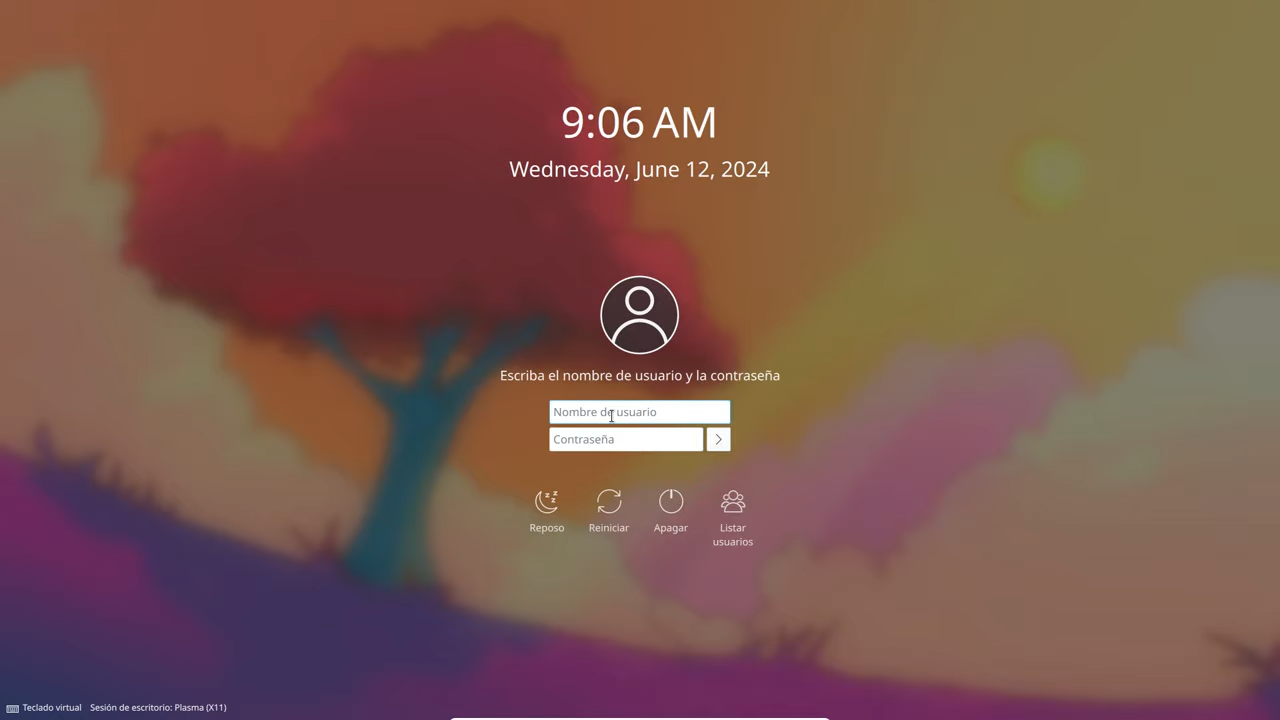 9:06 AM
Wednesday, June 12, 2024
Escriba el nombre de usuario y la contraseña
Nombre de usuario
Contraseña
Reposo
Reiniciar
Apagar
Listar
usuarios
Teclado virtual
Sesión de escritorio: Plasma (X11)